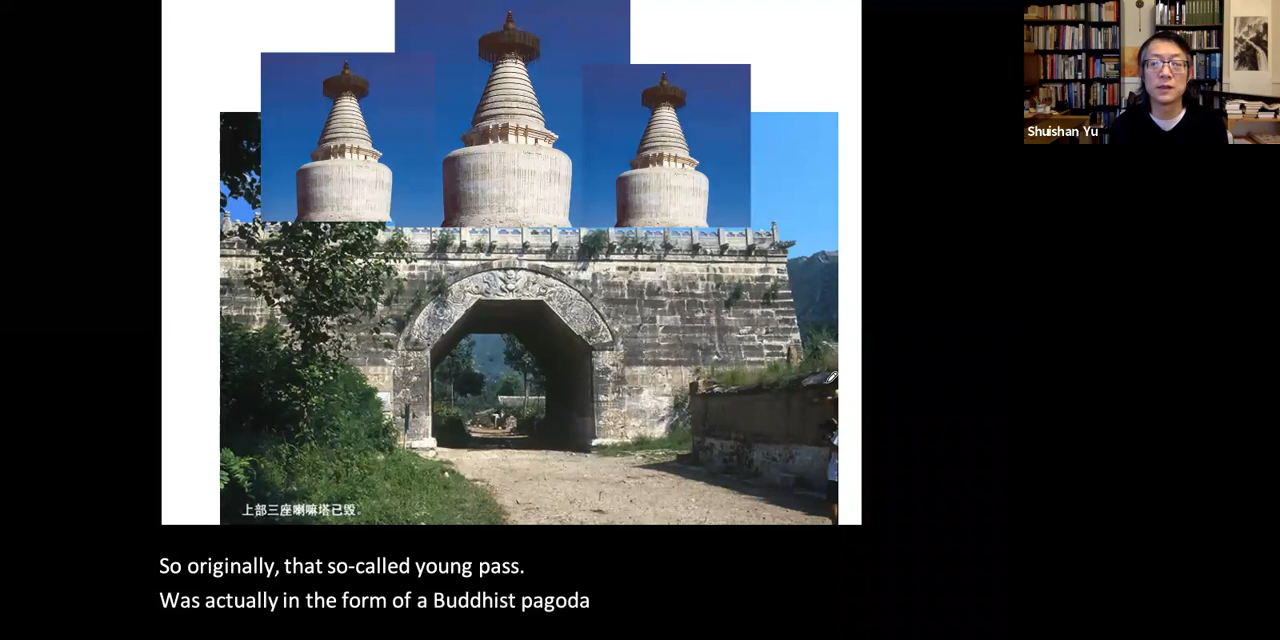 Shuishan Yu
上部三座喇嘛塔已毁。
So originally, that so-called young pass.
Was actually in the form of a Buddhist pagoda